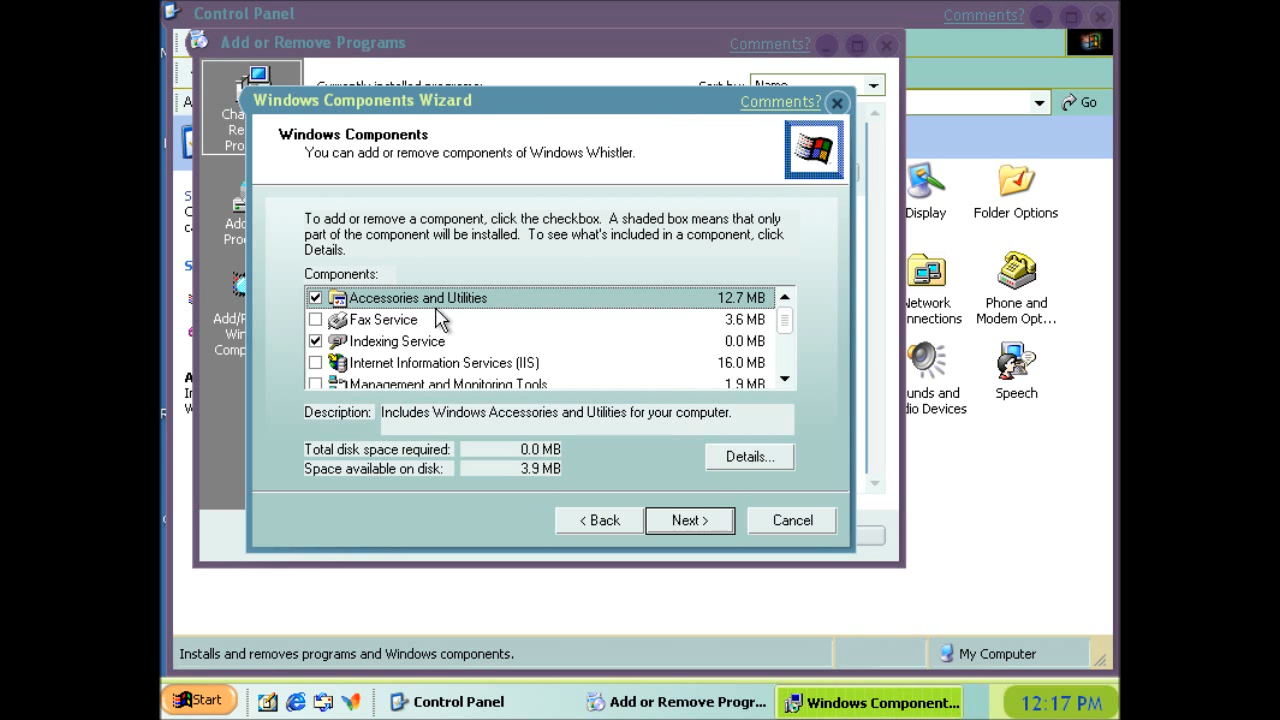 Control Panel
Comments?
Add or Remove Programs
Comments?
Currently installed programs:
Sort by:
Name
Go
Windows Components Wizard
Comments?
Windows Components
You can add or remove components of Windows Whistler.
To add or remove a component, click the checkbox. A shaded box means that only
part of the component will be installed. To see what's included in a component, click
Details.
Components:
Accessories and Utilities 12.7 MB
Fax Service 3.6 MB
Indexing Service 0.0 MB
Internet Information Services (IIS) 16.0 MB
Management and Monitoring Tools 1.9 MB
Description: Includes Windows Accessories and Utilities for your computer.
Total disk space required: 0.0 MB
Space available on disk: 3.9 MB
Details...
< Back
Next >
Cancel
Display
Folder Options
Phone and
Modem Opt...
Speech
Installs and removes programs and Windows components.
My Computer
Start
Control Panel
Add or Remove Progr...
Windows Component...
12:17 PM